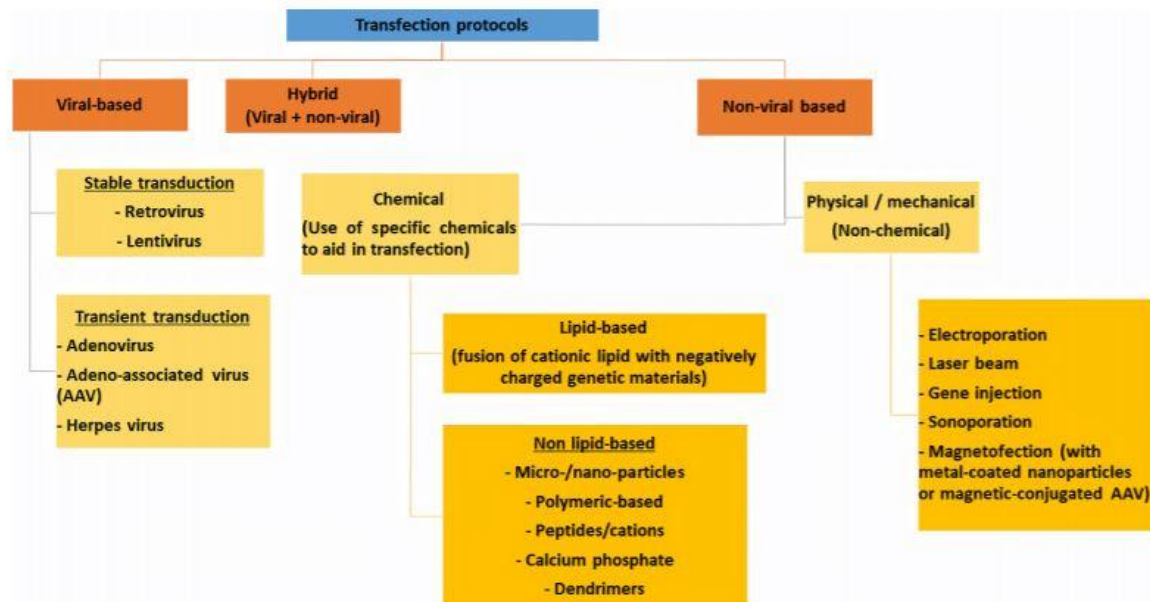 Transfection protocols
Viral-based
Hybrid
(Viral + non-viral)
Non-viral based
Stable transduction
- Retrovirus
- Lentivirus
Transient transduction
- Adenovirus
- Adeno-associated virus
(AAV)
- Herpes virus
Chemical
(Use of specific chemicals
to aid in transfection)
Lipid-based
(fusion of cationic lipid with negatively
charged genetic materials)
Non lipid-based
- Micro-/nano-particles
- Polymeric-based
- Peptides/cations
- Calcium phosphate
- Dendrimers
Physical / mechanical
(Non-chemical)
- Electroporation
- Laser beam
- Gene injection
- Sonoporation
- Magnetofection (with
metal-coated nanoparticles
or magnetic-conjugated AAV)